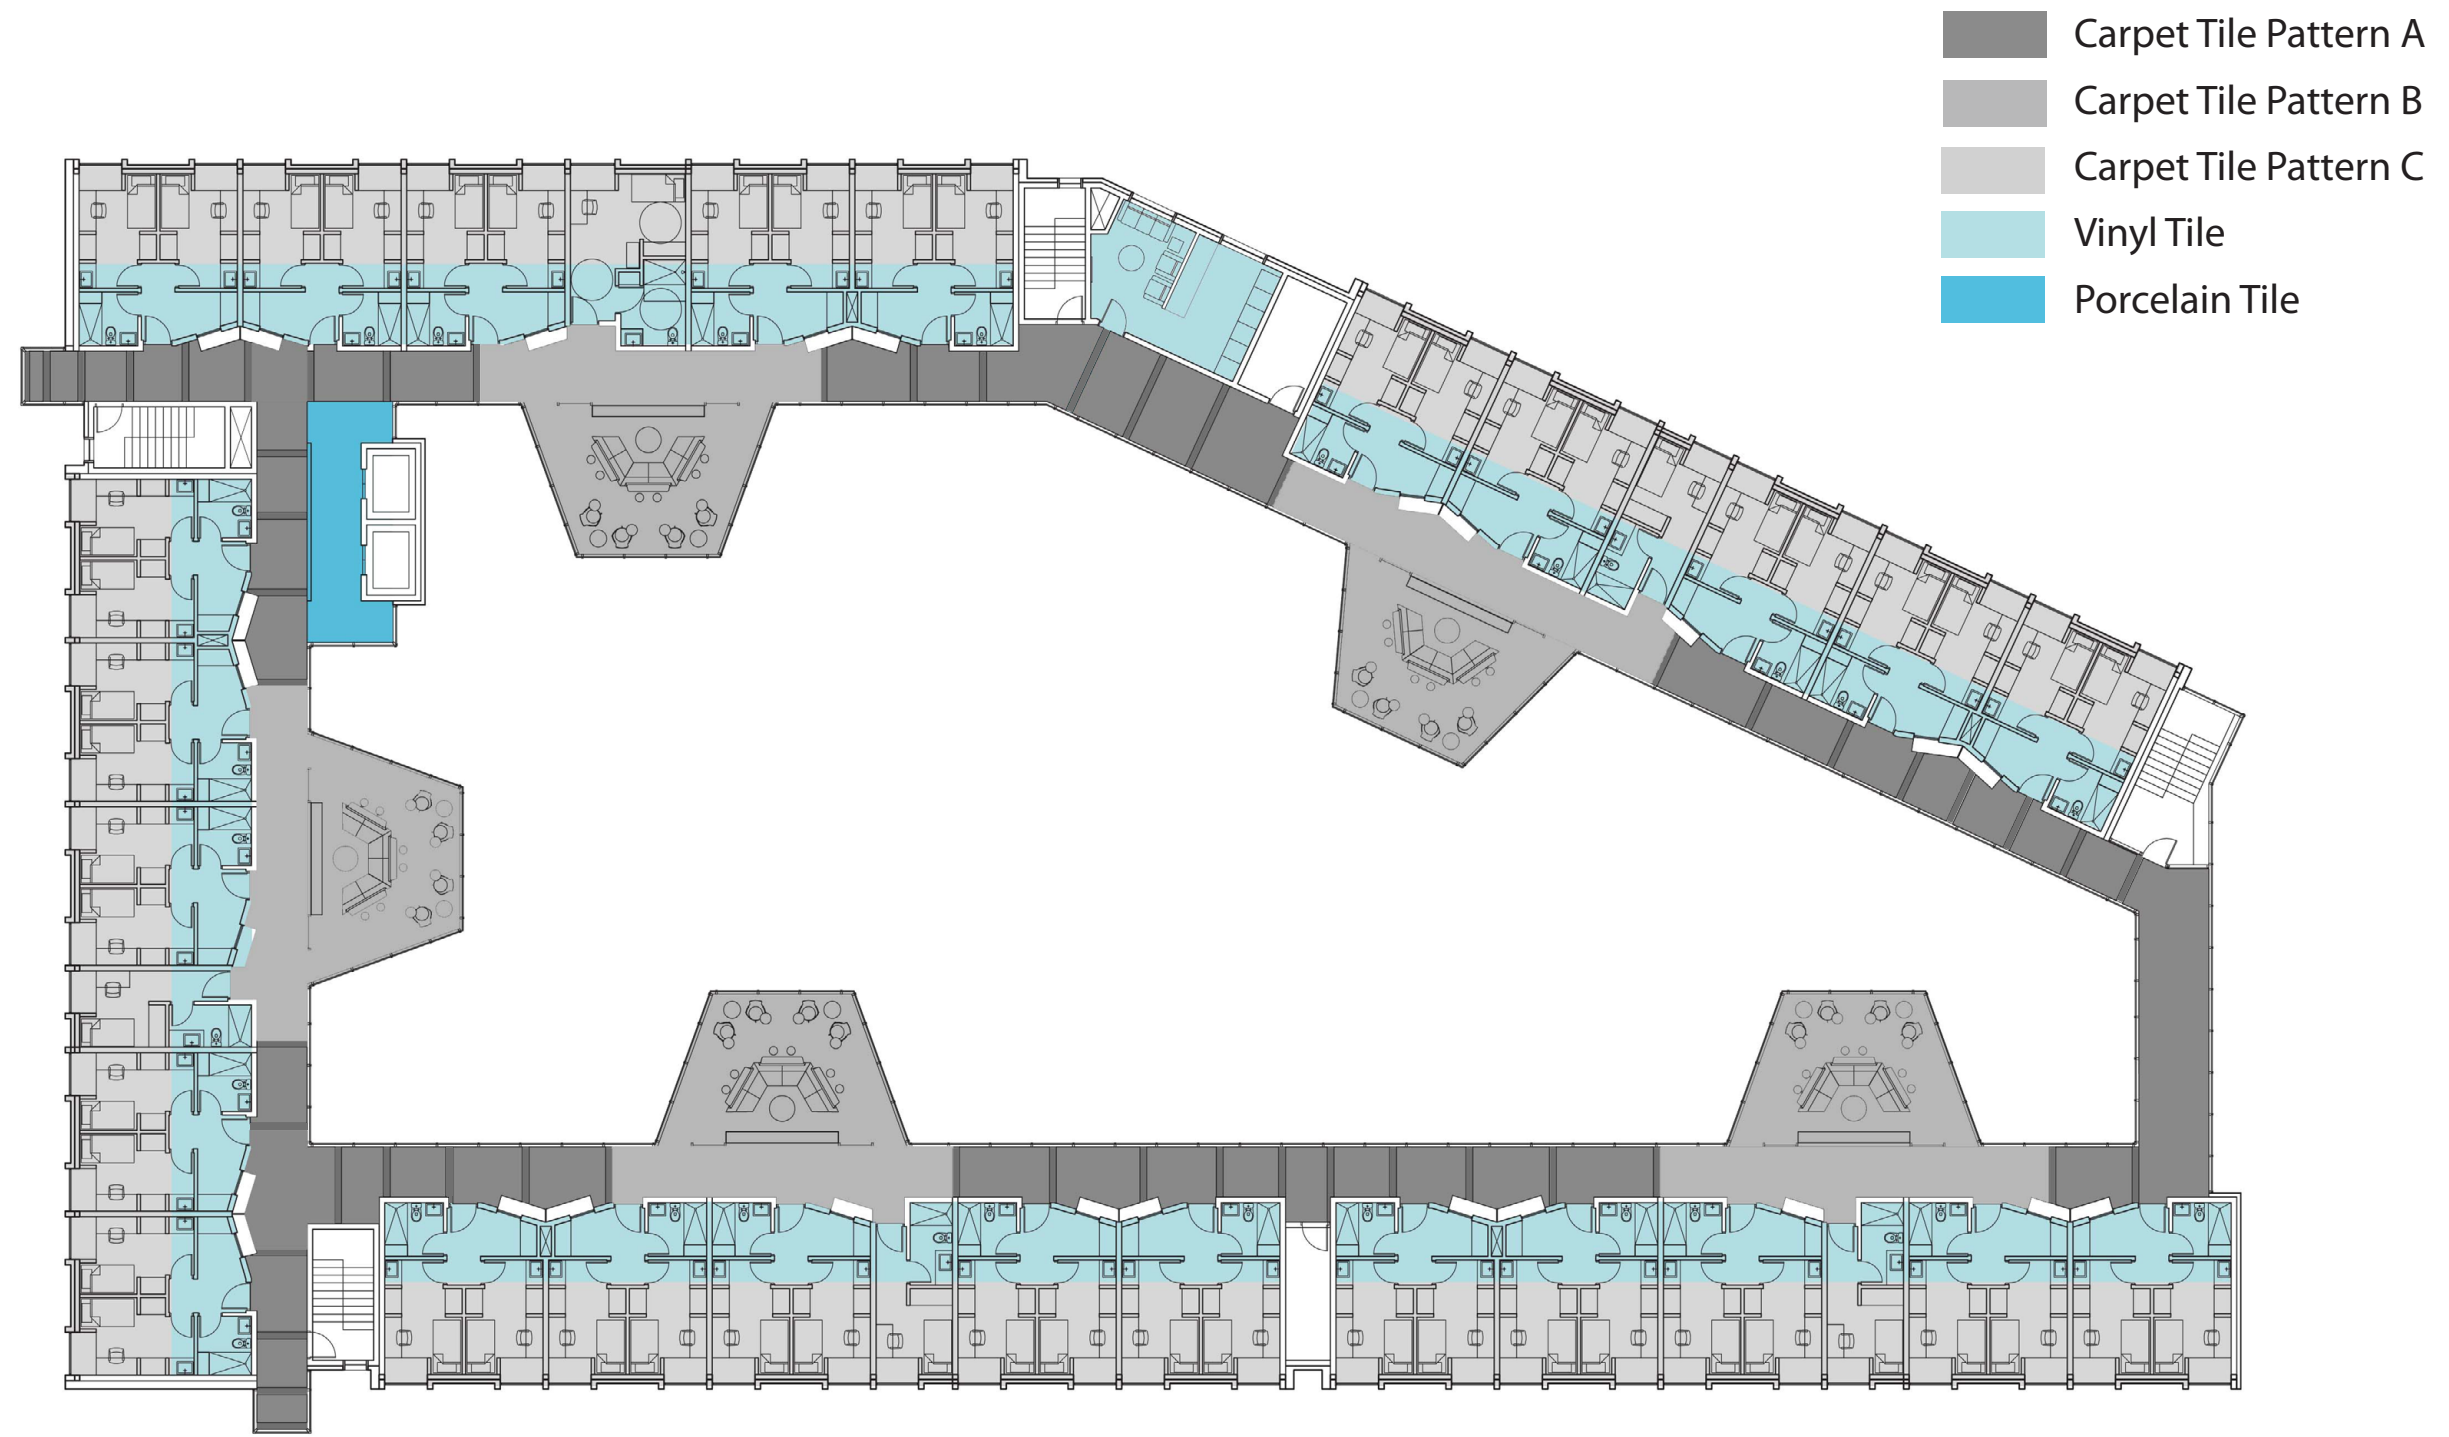 Carpet Tile Pattern A
Carpet Tile Pattern B
Carpet Tile Pattern C
Vinyl Tile
Porcelain Tile